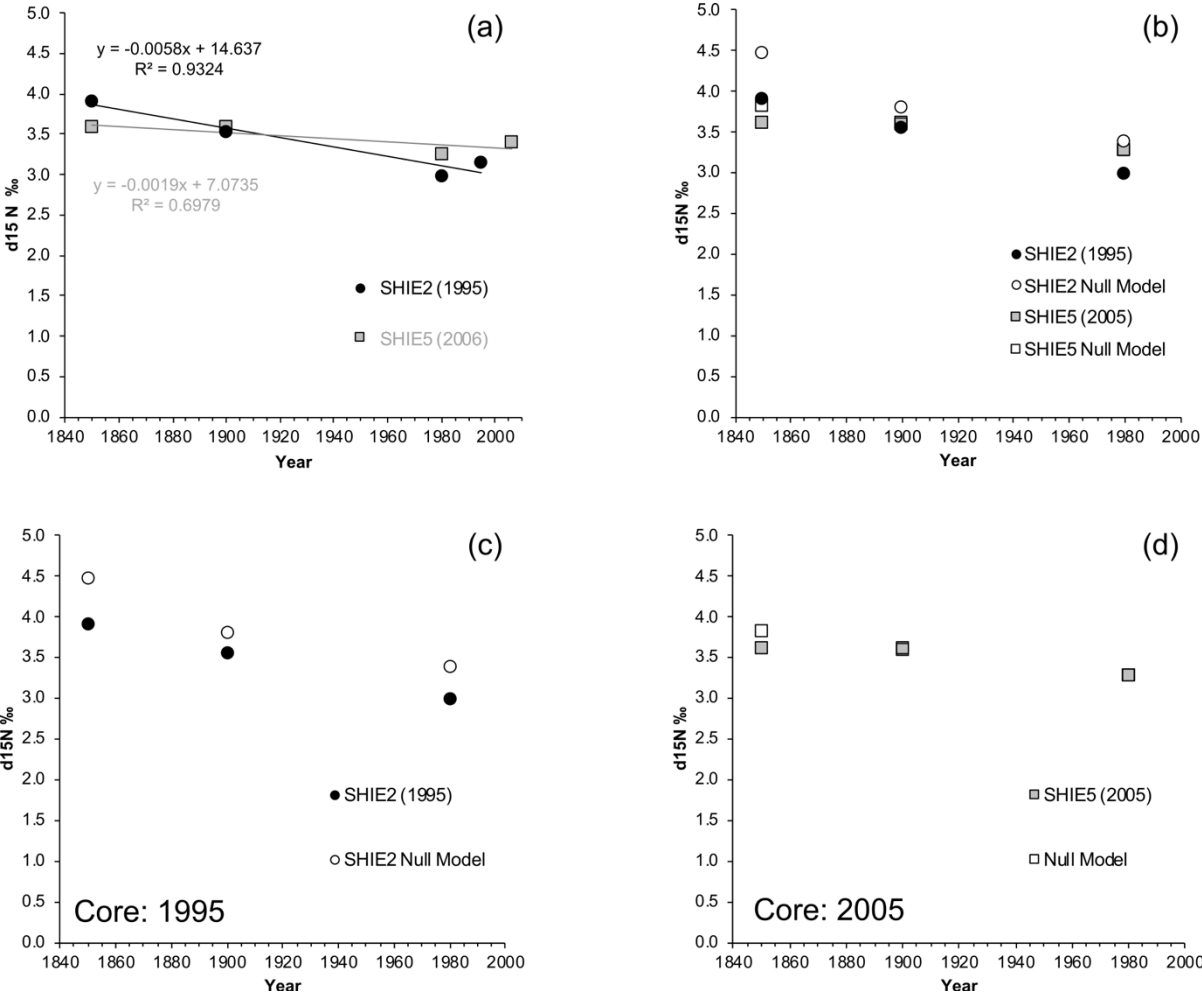 (a)
5.0
4.5
4.0
3.5
3.0
2.5
2.0
1.5
1.0
0.5
0.0
d15 N ‰
y = -0.0058x + 14.637
R² = 0.9324
y = -0.0019x + 7.0735
R² = 0.6979
SHIE2 (1995)
SHIE5 (2006)
1840 1860 1880 1900 1920 1940 1960 1980 2000
Year
(b)
5.0
4.5
4.0
3.5
3.0
2.5
2.0
1.5
1.0
0.5
0.0
d15N ‰
SHIE2 (1995)
SHIE2 Null Model
SHIE5 (2005)
SHIE5 Null Model
1840 1860 1880 1900 1920 1940 1960 1980 2000
Year
(c)
5.0
4.5
4.0
3.5
3.0
2.5
2.0
1.5
1.0
0.5
0.0
d15N ‰
SHIE2 (1995)
SHIE2 Null Model
Core: 1995
1840 1860 1880 1900 1920 1940 1960 1980 2000
Year
(d)
5.0
4.5
4.0
3.5
3.0
2.5
2.0
1.5
1.0
0.5
0.0
d15N ‰
SHIE5 (2005)
Null Model
Core: 2005
1840 1860 1880 1900 1920 1940 1960 1980 2000
Year